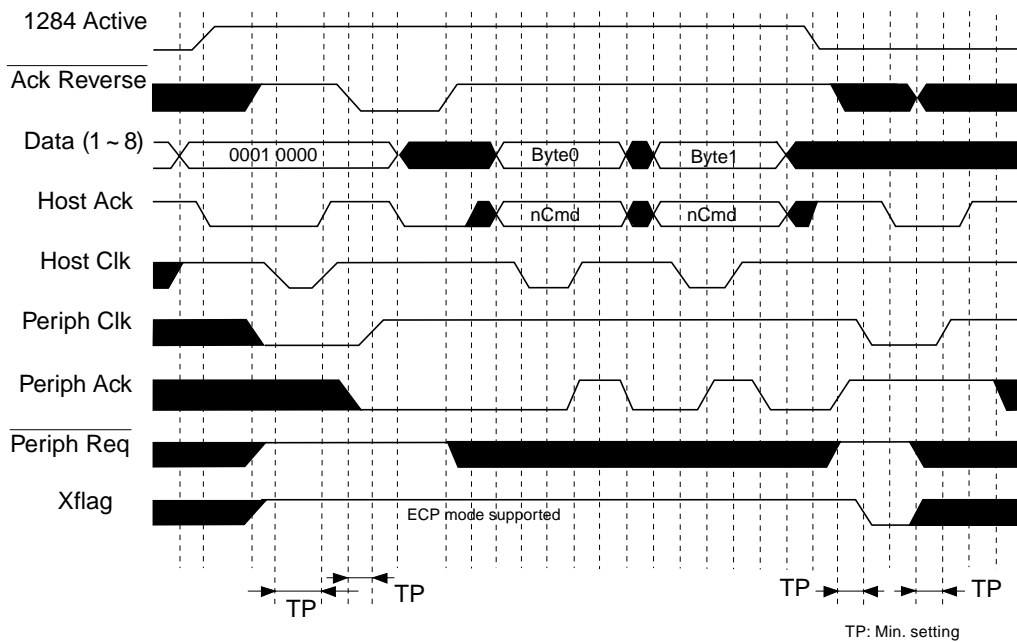 1284 Active
Ack Reverse
Data (1 ~ 8)
0001 0000
Byte0
Byte1
Host Ack
nCmd
nCmd
Host Clk
Periph Clk
Periph Ack
Periph Req
Xflag
ECP mode supported
TP
TP
TP
TP
TP: Min. setting